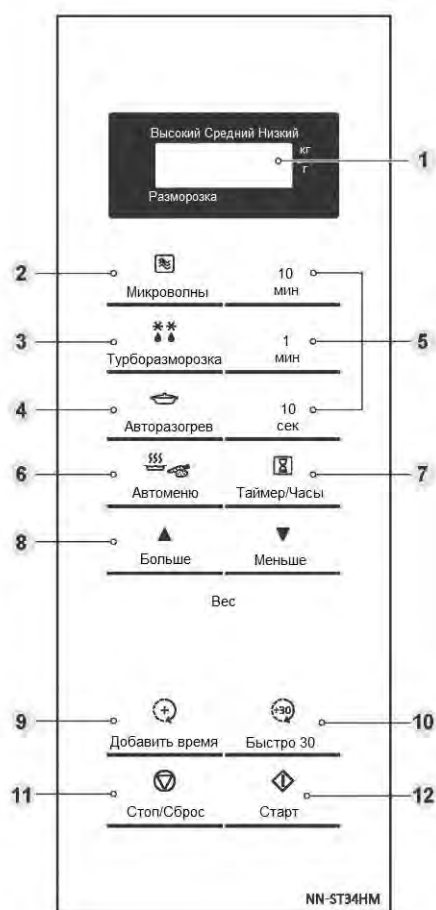 Высокий Средний Низкий
кг
1
г
Разморозка
2
Микроволны
10
мин
3
Турборазморозка
1
мин
5
4
Авторазогрев
10
сек
6
Автоменю
Таймер/Часы
7
8
Больше
Меньше
Вес
9
Добавить время
+30
Быстро 30
10
11
Стоп/Сброс
Старт
12
NN-ST34HM